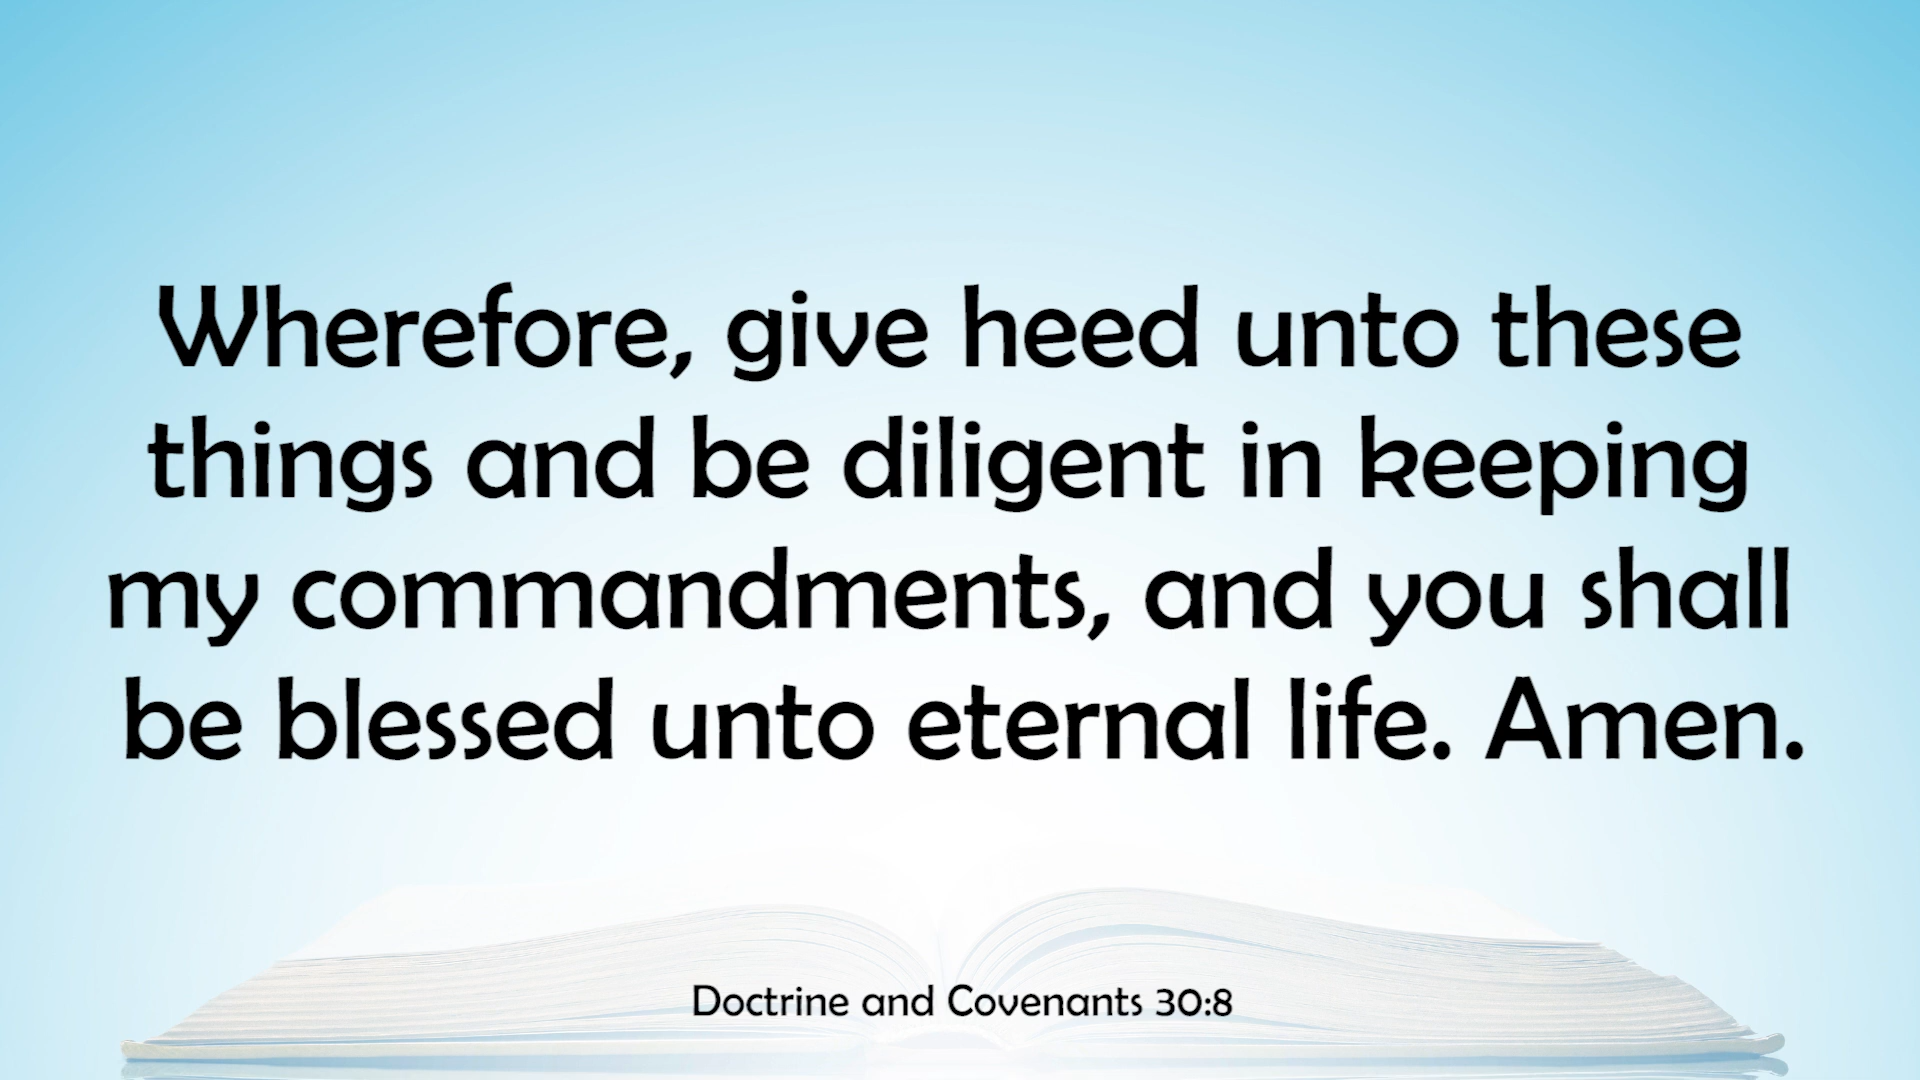 Wherefore, give heed unto these
things and be diligent in keeping
my commandments, and you shall
be blessed unto eternal life. Amen.
Doctrine and Covenants 30:8